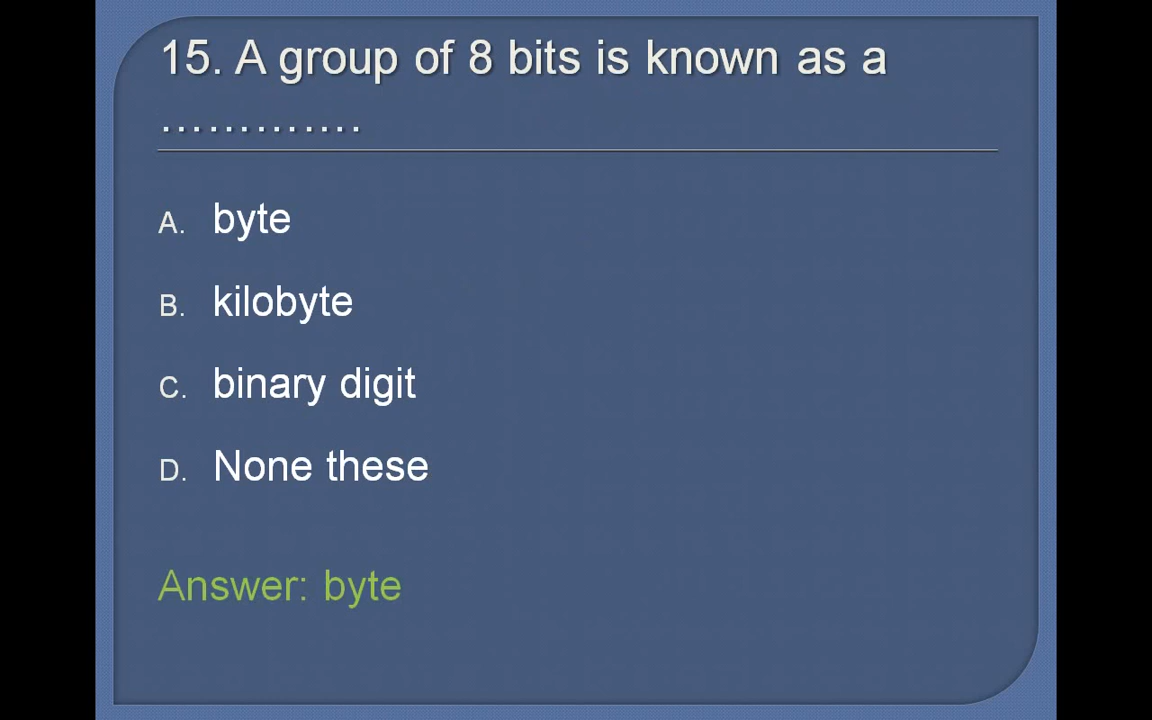 15. A group of 8 bits is known as a
………….
A. byte
B. kilobyte
C. binary digit
D. None these
Answer: byte